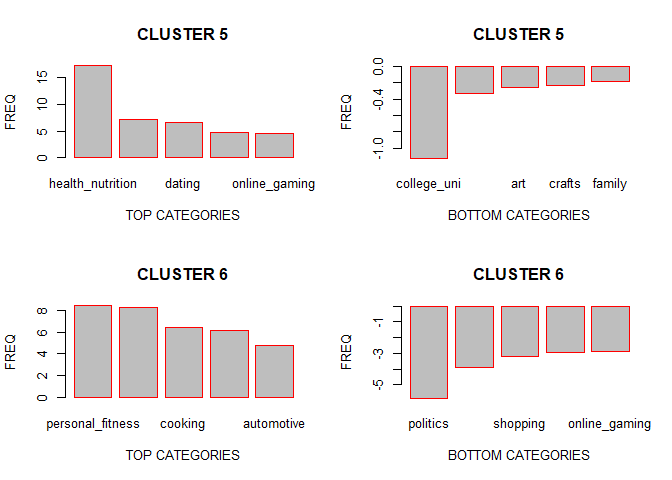 CLUSTER 5
FREQ
15
10
5
0
health_nutrition dating online_gaming
TOP CATEGORIES
CLUSTER 5
FREQ
0.0
-0.4
-1.0
college_uni art crafts family
BOTTOM CATEGORIES
CLUSTER 6
FREQ
8
6
4
2
0
personal_fitness cooking automotive
TOP CATEGORIES
CLUSTER 6
FREQ
-1
-3
-5
politics shopping online_gaming
BOTTOM CATEGORIES